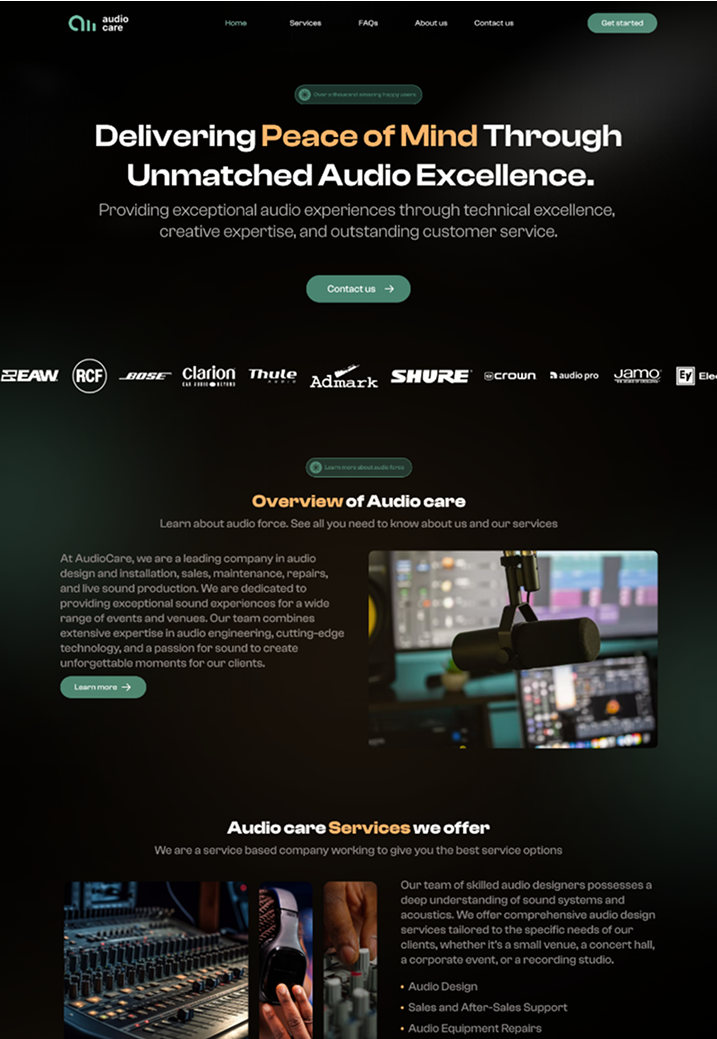 audio
care
Home Services FAQs About us Contact us Get started
Over a thousand amazing happy users
Delivering Peace of Mind Through
Unmatched Audio Excellence.
Providing exceptional audio experiences through technical excellence,
creative expertise, and outstanding customer service.
Contact us
EAW RCF BOSE clarion CAR AUDIO BEYOND Thule AUDIO Admark SHURE crown audio pro JAMO EV Elec
Learn more about audio force
Overview of Audio care
Learn about audio force. See all you need to know about us and our services
At AudioCare, we are a leading company in audio
design and installation, sales, maintenance, repairs,
and live sound production. We are dedicated to
providing exceptional sound experiences for a wide
range of events and venues. Our team combines
extensive expertise in audio engineering, cutting-edge
technology, and a passion for sound to create
unforgettable moments for our clients.
Learn more
Audio care Services we offer
We are a service based company working to give you the best service options
Our team of skilled audio designers possesses a
deep understanding of sound systems and
acoustics. We offer comprehensive audio design
services tailored to the specific needs of our
clients, whether it's a small venue, a concert hall,
a corporate event, or a recording studio.
• Audio Design
• Sales and After-Sales Support
• Audio Equipment Repairs